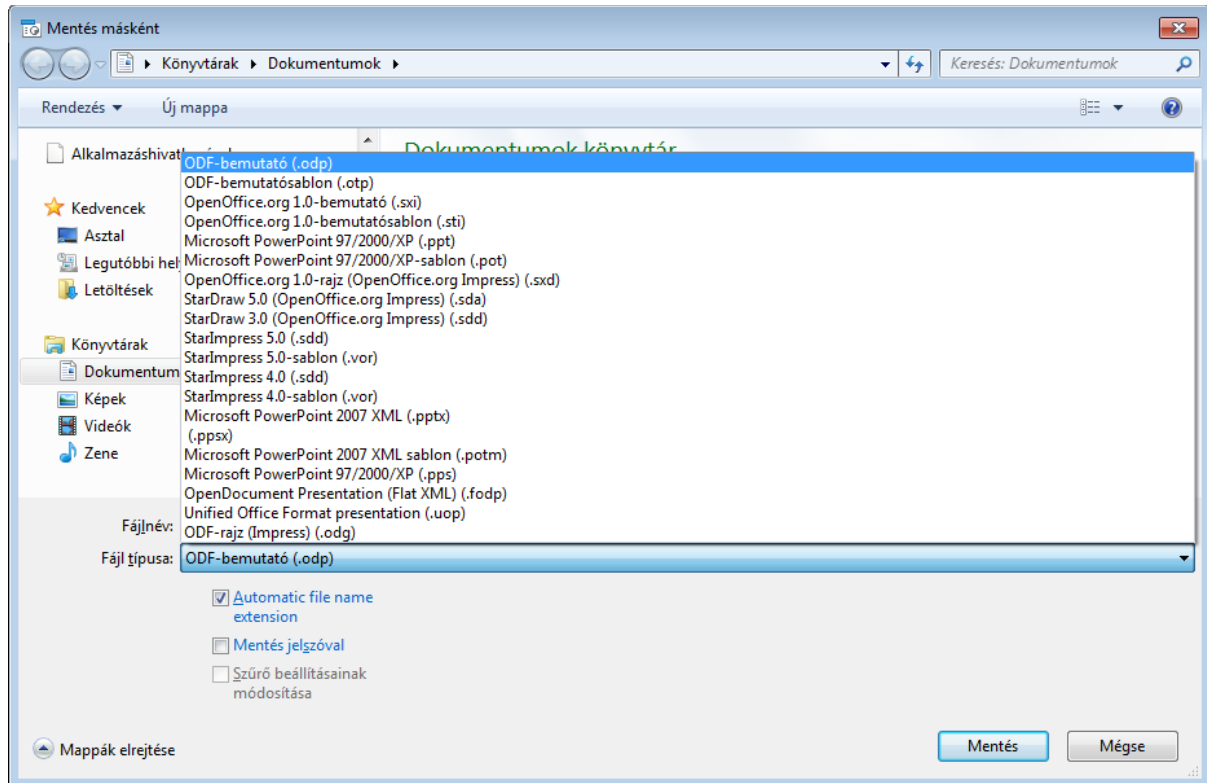 Mentés másként
Könyvtárak Dokumentumok
Keresés: Dokumentumok
Rendezés Új mappa
Dokumentumok könyvtár
Kedvencek
Asztal
Legutóbbi
Letöltések
Könyvtárak
Képek
Videók
Zene
ODF-bemutató (.odp)
ODF-bemutatósablon (.otp)
OpenOffice.org 1.0-bemutató (.sxi)
OpenOffice.org 1.0-bemutatósablon (.sti)
Microsoft PowerPoint 97/2000/XP (.ppt)
Microsoft PowerPoint 97/2000/XP-sablon (.pot)
OpenOffice.org 1.0-rajz (OpenOffice.org Impress) (.sxd)
StarDraw 5.0 (OpenOffice.org Impress) (.sda)
StarDraw 3.0 (OpenOffice.org Impress) (.sdd)
StarImpress 5.0 (.sdd)
StarImpress 5.0-sablon (.vor)
StarImpress 4.0 (.sdd)
StarImpress 4.0-sablon (.vor)
Microsoft PowerPoint 2007 XML (.pptx)
(.ppsx)
Microsoft PowerPoint 2007 XML sablon (.potm)
Microsoft PowerPoint 97/2000/XP (.pps)
OpenDocument Presentation (Flat XML) (.fodp)
Unified Office Format presentation (.uop)
ODF-rajz (Impress) (.odg)
Fájlnév:
Fájl típusa: ODF-bemutató (.odp)
Automatic file name
extension
Mentés jelszóval
Szűrő beállításainak
módosítása
Mappák elrejtése
Mentés Mégse